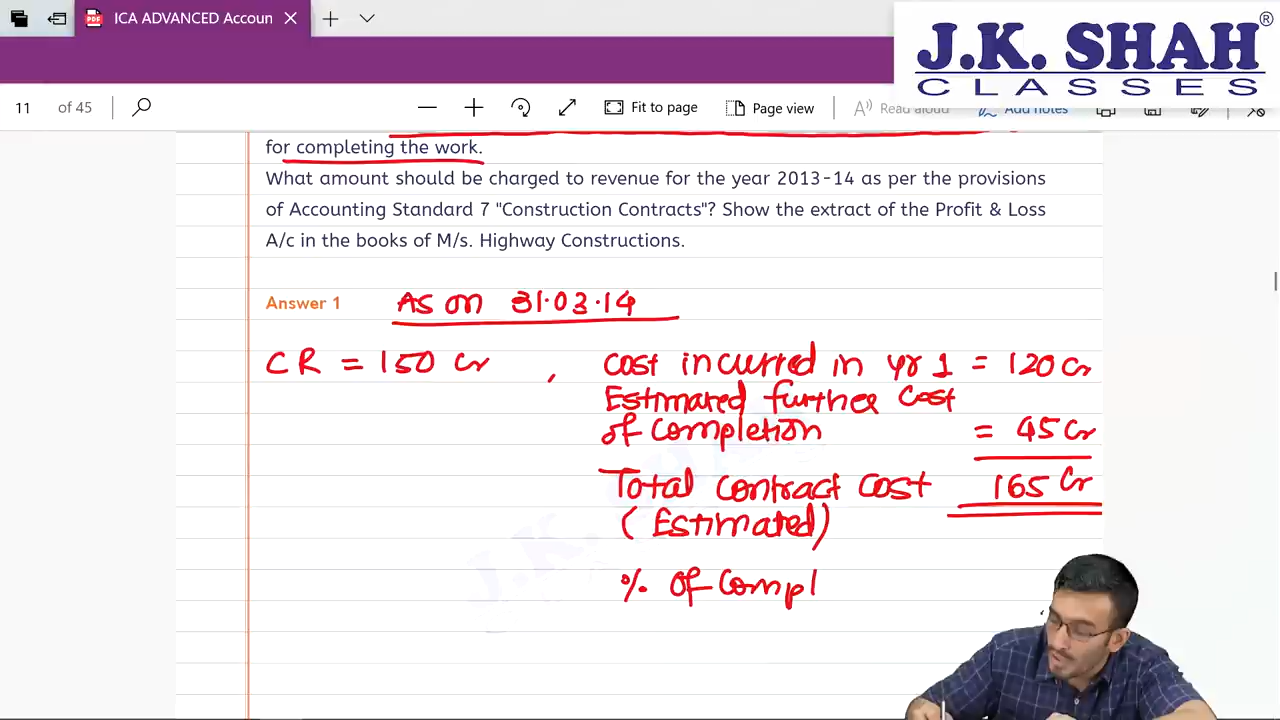 ICA ADVANCED Accoun
J.K. SHAH®
CLASSES
11 of 45
Fit to page
Page view
Read aloud
Add notes
for completing the work.
What amount should be charged to revenue for the year 2013-14 as per the provisions
of Accounting Standard 7 "Construction Contracts"? Show the extract of the Profit & Loss
A/c in the books of M/s. Highway Constructions.
Answer 1 As on 31.03.14
CR = 150 Cr , Cost incurred in yr 1 = 120 Cr
Estimated further cost
of completion = 45 Cr
Total contract cost 165 Cr
(Estimated)
% of compl